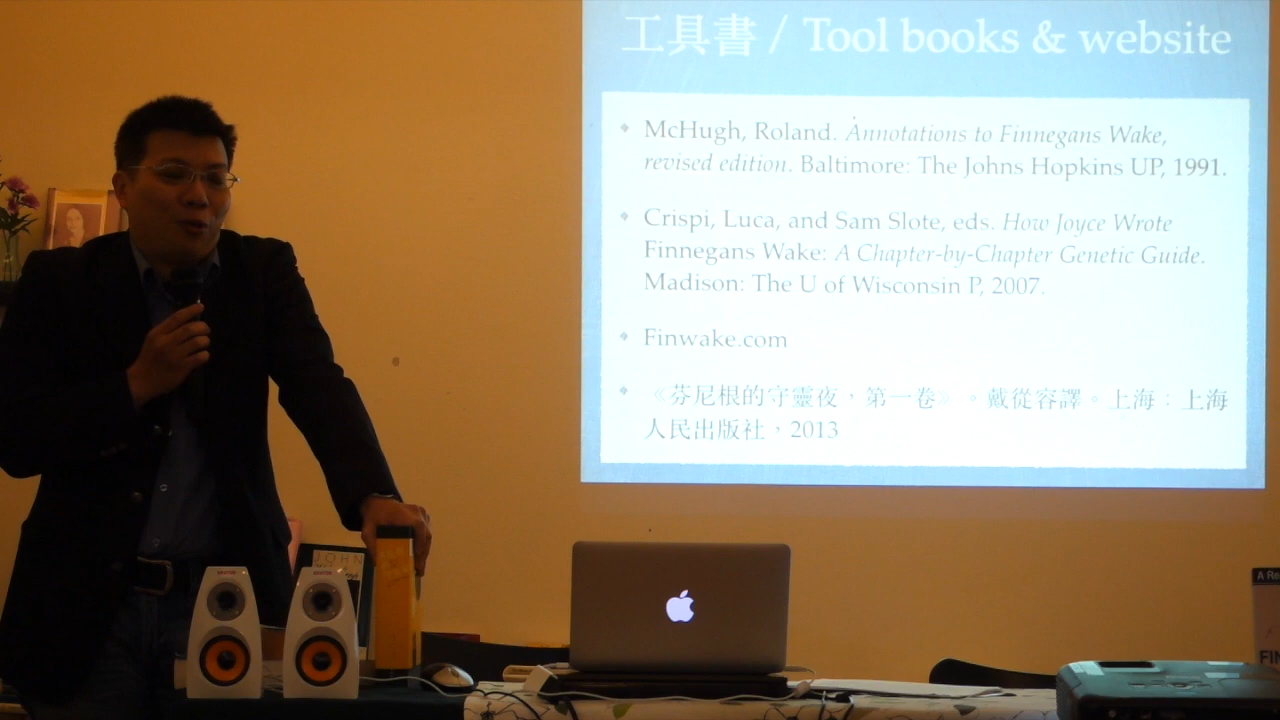 工具書 / Tool books & website
McHugh, Roland. Annotations to Finnegans Wake,
revised edition. Baltimore: The Johns Hopkins UP, 1991.
Crispi, Luca, and Sam Slote, eds. How Joyce Wrote
Finnegans Wake: A Chapter-by-Chapter Genetic Guide.
Madison: The U of Wisconsin P, 2007.
Finwake.com
《芬尼根的守靈夜，第一卷》。戴從容譯。上海：上海
人民出版社，2013
JOHN
FIN